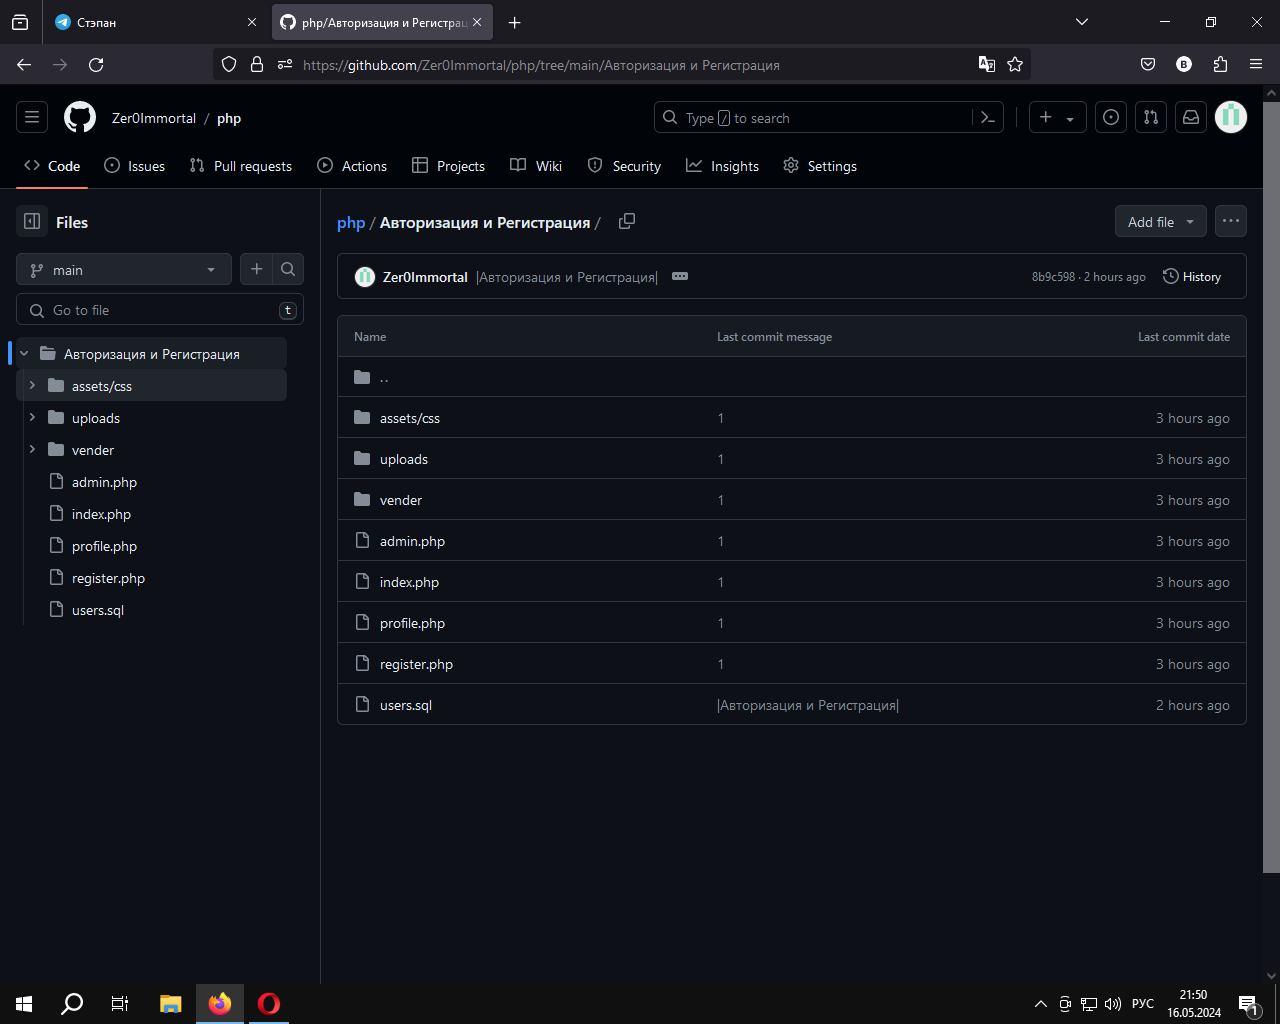 Стэпан
php/Авторизация и Регистрац
https://github.com/Zer0Immortal/php/tree/main/Авторизация и Регистрация
B
Zer0Immortal / php
Type / to search
Code
Issues
Pull requests
Actions
Projects
Wiki
Security
Insights
Settings
Files
main
Go to file
t
Авторизация и Регистрация
assets/css
uploads
vender
admin.php
index.php
profile.php
register.php
users.sql
php / Авторизация и Регистрация /
Add file
Zer0Immortal |Авторизация и Регистрация|
8b9c598 · 2 hours ago
History
Name Last commit message Last commit date
..
assets/css 1 3 hours ago
uploads 1 3 hours ago
vender 1 3 hours ago
admin.php 1 3 hours ago
index.php 1 3 hours ago
profile.php 1 3 hours ago
register.php 1 3 hours ago
users.sql |Авторизация и Регистрация| 2 hours ago
РУС
21:50
16.05.2024
1